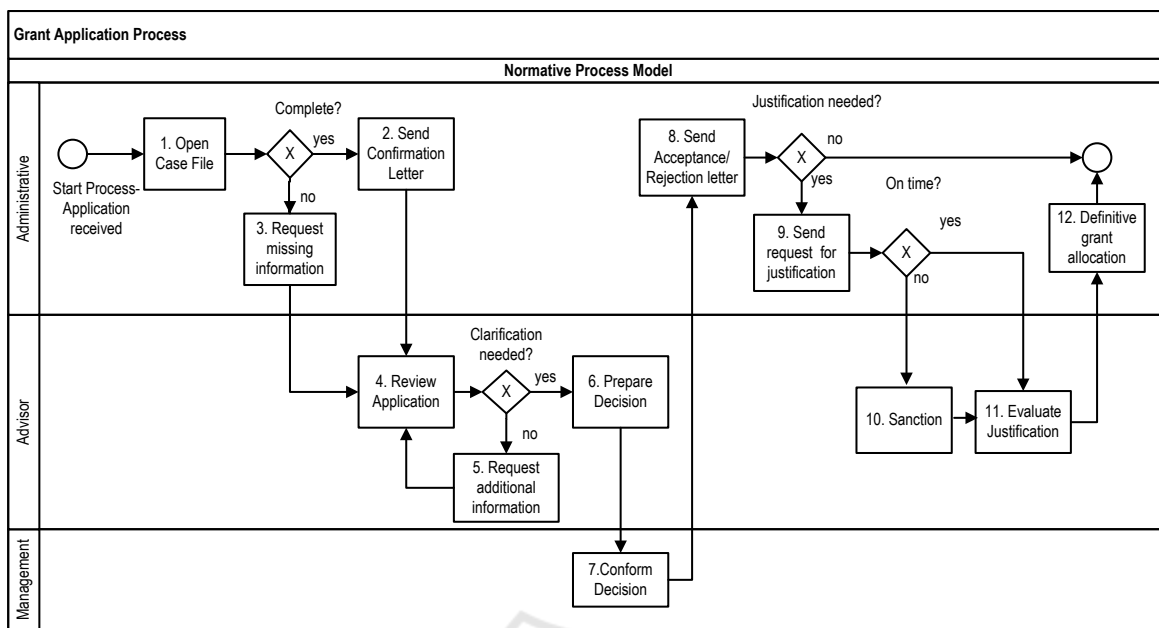 Grant Application Process
Normative Process Model
Administrative
Start Process-
Application
received
1. Open
Case File
Complete?
X
yes
no
2. Send
Confirmation
Letter
3. Request
missing
information
8. Send
Acceptance/
Rejection letter
Justification needed?
X
no
yes
9. Send
request for
justification
On time?
X
yes
no
12. Definitive
grant
allocation
Advisor
4. Review
Application
Clarification
needed?
X
yes
no
5. Request
additional
information
6. Prepare
Decision
10. Sanction
11. Evaluate
Justification
Management
7.Conform
Decision